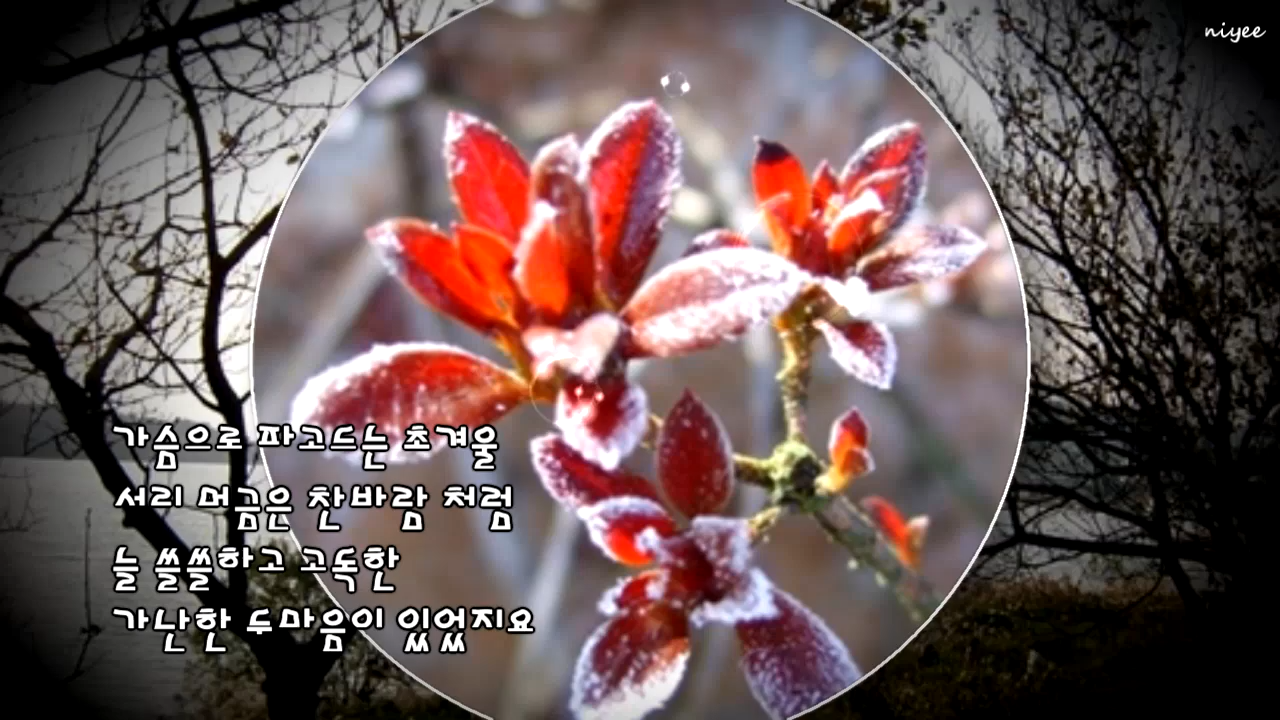 niyee
가슴으로 파고드는 초겨울
서리 머금은 찬바람 처럼
늘 쓸쓸하고 고독한
가난한 두마음이 있었지요